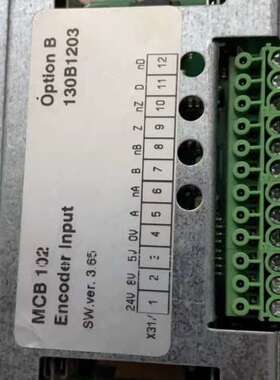 MCB 102
Option B
Encoder Input
130B1203
SW.ver. 3.65
24V 8V 5V 0V A nA B nB Z nZ D nD
X31/ 1 2 3 4 5 6 7 8 9 10 11 12